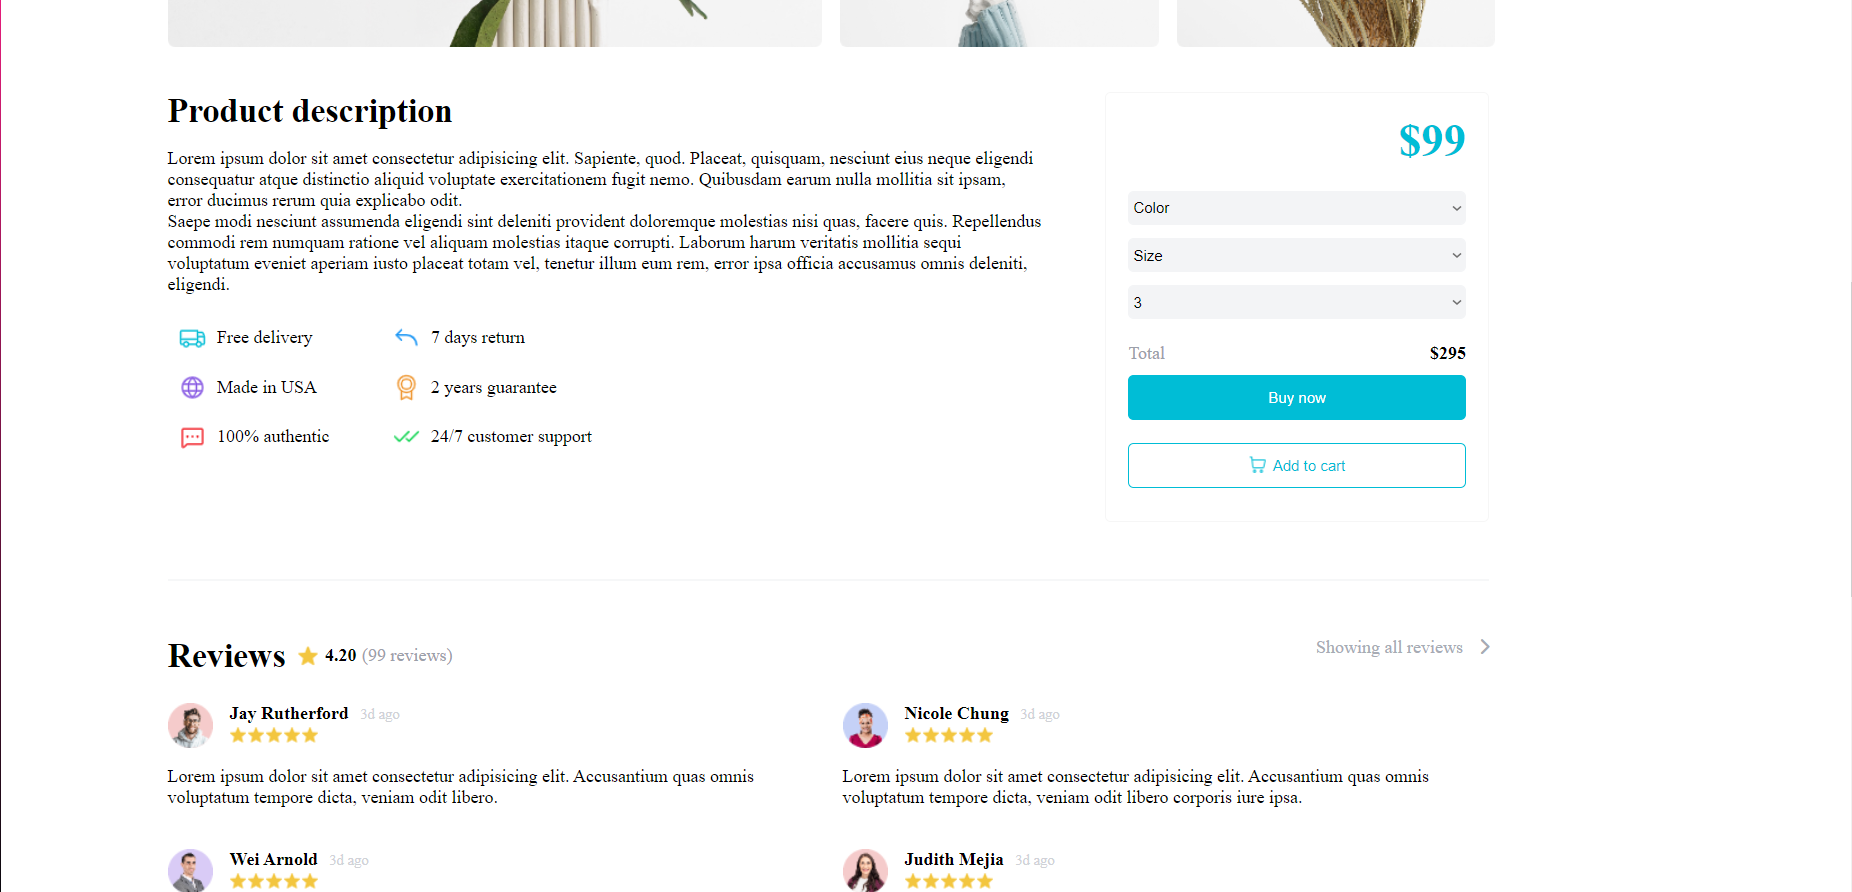 Product description
Lorem ipsum dolor sit amet consectetur adipisicing elit. Sapiente, quod. Placeat, quisquam, nesciunt eius neque eligendi
consequatur atque distinctio aliquid voluptate exercitationem fugit nemo. Quibusdam earum nulla mollitia sit ipsam,
error ducimus rerum quia explicabo odit.
Saepe modi nesciunt assumenda eligendi sint deleniti provident doloremque molestias nisi quas, facere quis. Repellendus
commodi rem numquam ratione vel aliquam molestias itaque corrupti. Laborum harum veritatis mollitia sequi
voluptatum eveniet aperiam iusto placeat totam vel, tenetur illum eum rem, error ipsa officia accusamus omnis deleniti,
eligendi.
Free delivery
7 days return
Made in USA
2 years guarantee
100% authentic
24/7 customer support
$99
Color
Size
3
Total $295
Buy now
Add to cart
Reviews 4.20 (99 reviews)
Showing all reviews
Jay Rutherford 3d ago
Lorem ipsum dolor sit amet consectetur adipisicing elit. Accusantium quas omnis
voluptatum tempore dicta, veniam odit libero.
Nicole Chung 3d ago
Lorem ipsum dolor sit amet consectetur adipisicing elit. Accusantium quas omnis
voluptatum tempore dicta, veniam odit libero corporis iure ipsa.
Wei Arnold 3d ago
Judith Mejia 3d ago